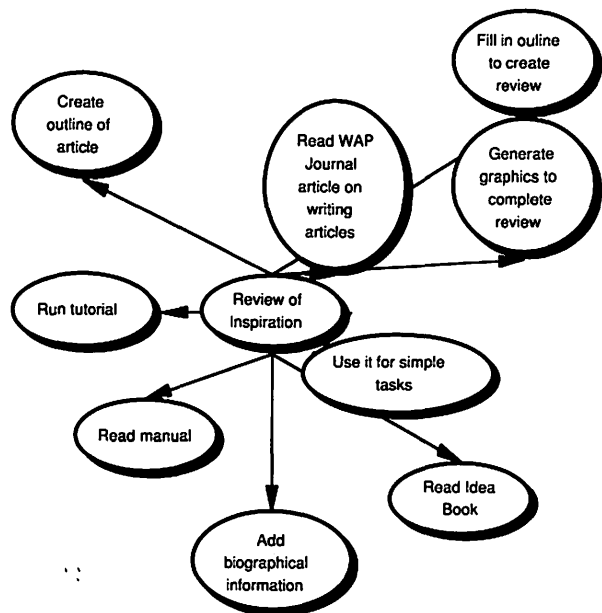 Fill in ouline
to create
review
Create
outline of
article
Read WAP
Journal
article on
writing
articles
Generate
graphics to
complete
review
Run tutorial
Review of
Inspiration
Use it for simple
tasks
Read manual
Read Idea
Book
Add
biographical
information